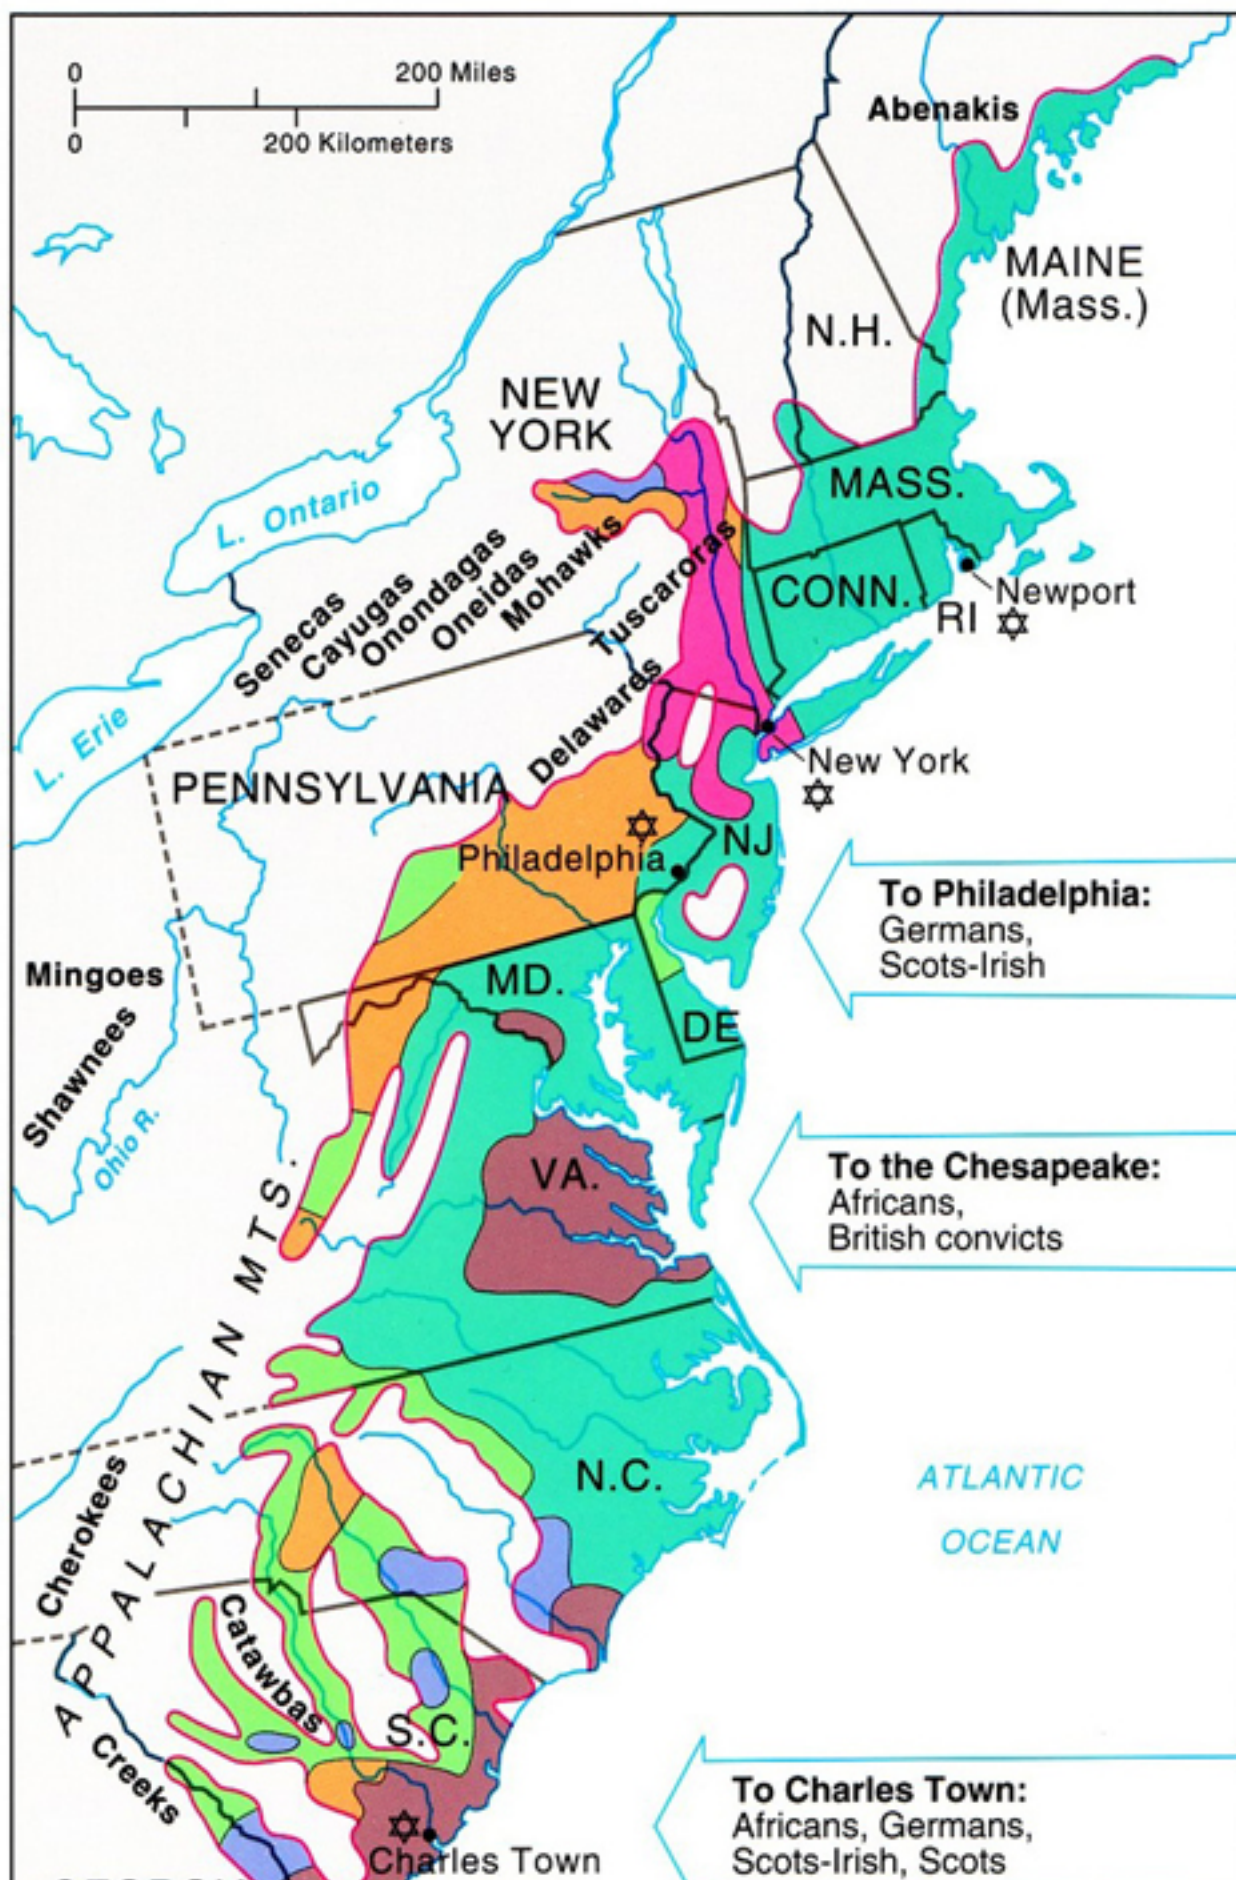 0 200 Miles
0 200 Kilometers
Abenakis
MAINE
(Mass.)
N.H.
NEW
YORK
MASS.
L. Ontario
CONN.
RI
Newport
Senecas
Cayugas
Onondagas
Oneidas
Mohawks
Tuscaroras
Delawares
L. Erie
New York
PENNSYLVANIA
Philadelphia
NJ
To Philadelphia:
Germans,
Scots-Irish
MD.
DE
Mingoes
Shawnees
Ohio R.
VA.
To the Chesapeake:
Africans,
British convicts
APPALACHIAN MTS.
N.C.
ATLANTIC
OCEAN
Cherokees
Catawbas
S.C.
Creeks
Charles Town
To Charles Town:
Africans, Germans,
Scots-Irish, Scots